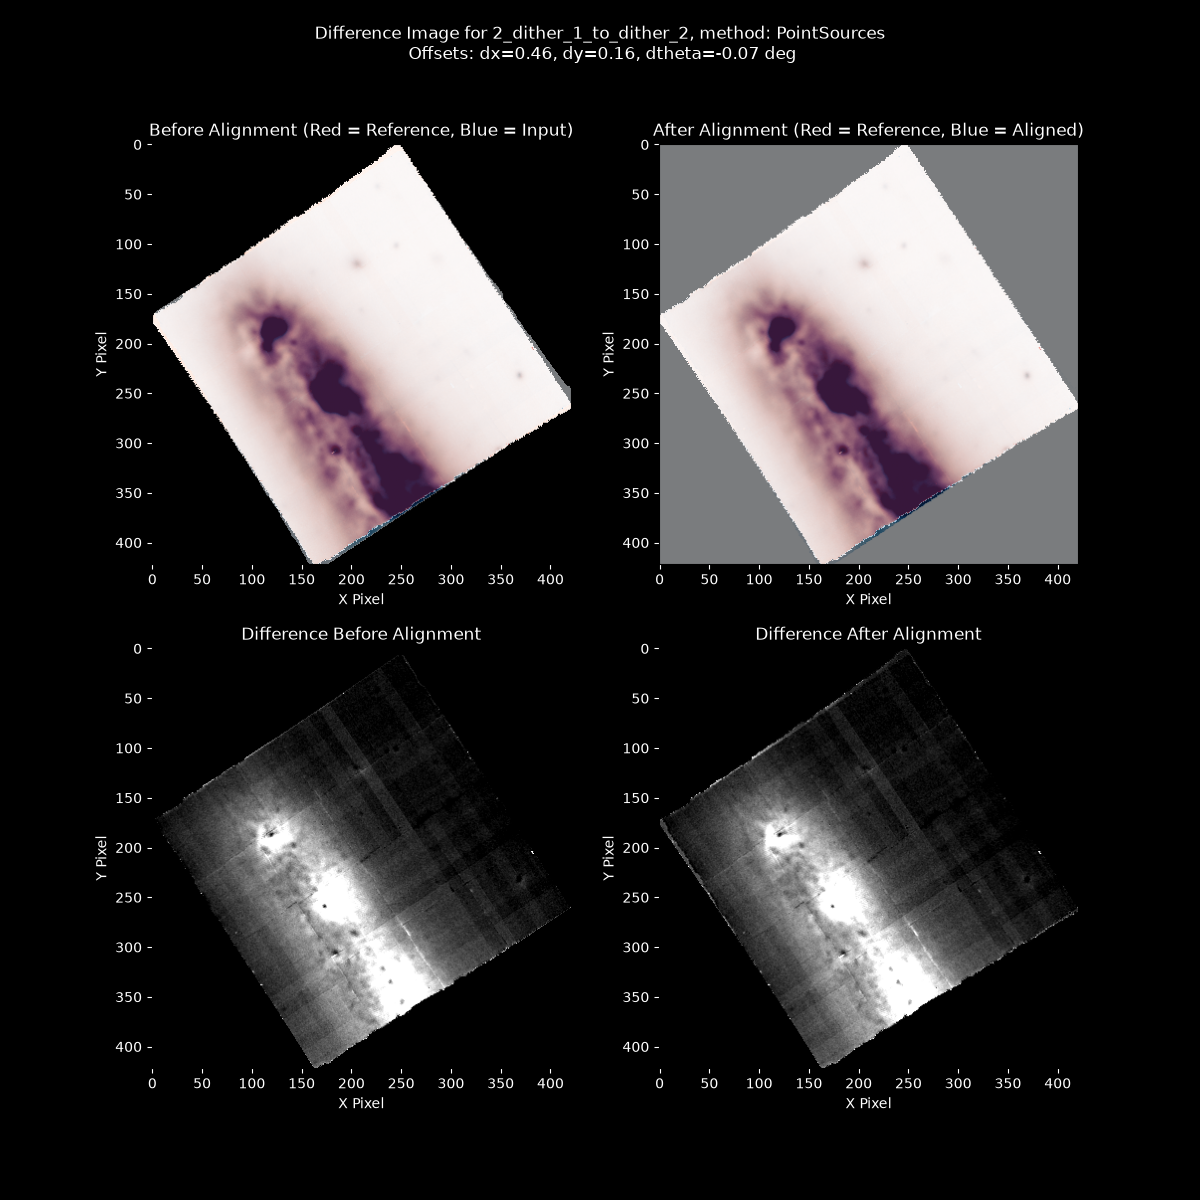 Difference Image for 2_dither_1_to_dither_2, method: PointSources
Offsets: dx=0.46, dy=0.16, dtheta=-0.07 deg
Before Alignment (Red = Reference, Blue = Input)
0
50
100
150
200
250
300
350
400
Y Pixel
0 50 100 150 200 250 300 350 400
X Pixel
After Alignment (Red = Reference, Blue = Aligned)
0
50
100
150
200
250
300
350
400
Y Pixel
0 50 100 150 200 250 300 350 400
X Pixel
Difference Before Alignment
0
50
100
150
200
250
300
350
400
Y Pixel
0 50 100 150 200 250 300 350 400
X Pixel
Difference After Alignment
0
50
100
150
200
250
300
350
400
Y Pixel
0 50 100 150 200 250 300 350 400
X Pixel